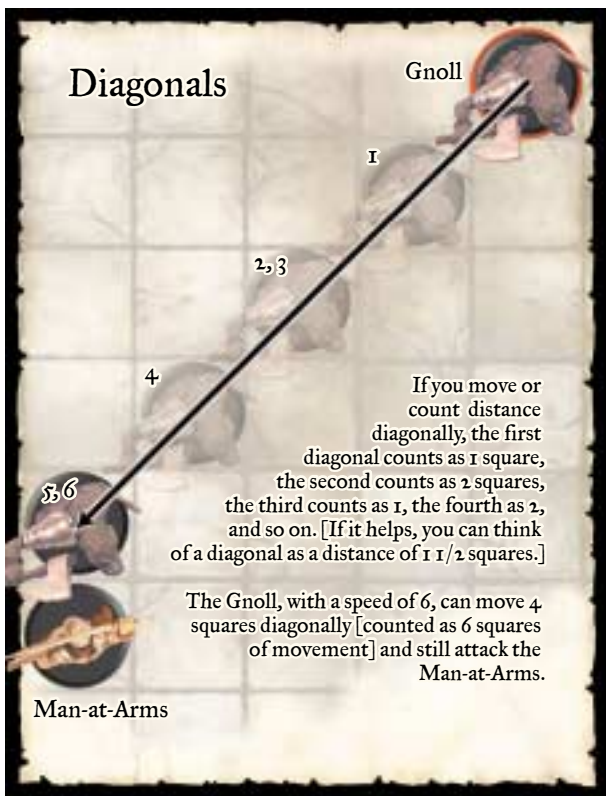 Diagonals
Gnoll
1
2, 3
4
5, 6
If you move or
count distance
diagonally, the first
diagonal counts as 1 square,
the second counts as 2 squares,
the third counts as 1, the fourth as 2,
and so on. [If it helps, you can think
of a diagonal as a distance of 1 1/2 squares.]
The Gnoll, with a speed of 6, can move 4
squares diagonally [counted as 6 squares
of movement] and still attack the
Man-at-Arms.
Man-at-Arms